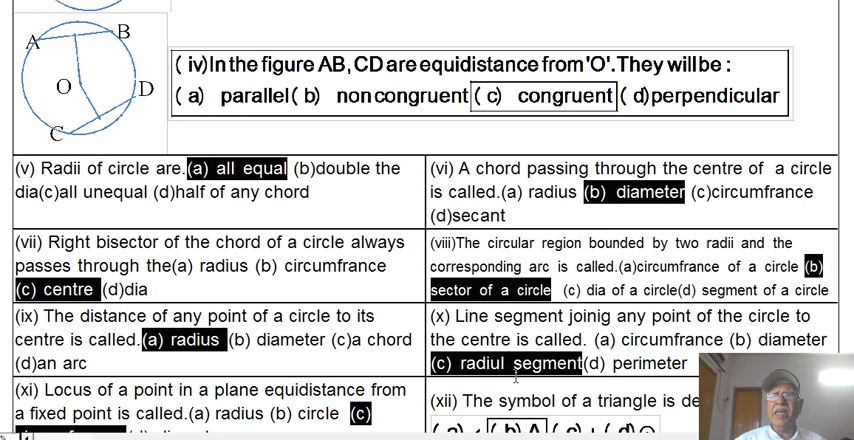 A
B
O
D
C
( iv)In the figure AB, CD are equidistance from 'O'. They will be :
( a) parallel( b) non congruent ( c) congruent ( d)perpendicular
(v) Radii of circle are.(a) all equal (b)double the
dia(c)all unequal (d)half of any chord
(vi) A chord passing through the centre of a circle
is called.(a) radius (b) diameter (c)circumfrance
(d)secant
(vii) Right bisector of the chord of a circle always
passes through the(a) radius (b) circumfrance
(c) centre (d)dia
(viii)The circular region bounded by two radii and the
corresponding arc is called.(a)circumfrance of a circle (b)
sector of a circle (c) dia of a circle(d) segment of a circle
(ix) The distance of any point of a circle to its
centre is called.(a) radius (b) diameter (c)a chord
(d)an arc
(x) Line segment joinig any point of the circle to
the centre is called. (a) circumfrance (b) diameter
(c) radiul segment(d) perimeter
(xi) Locus of a point in a plane equidistance from
a fixed point is called.(a) radius (b) circle (c)
(xii) The symbol of a triangle is de